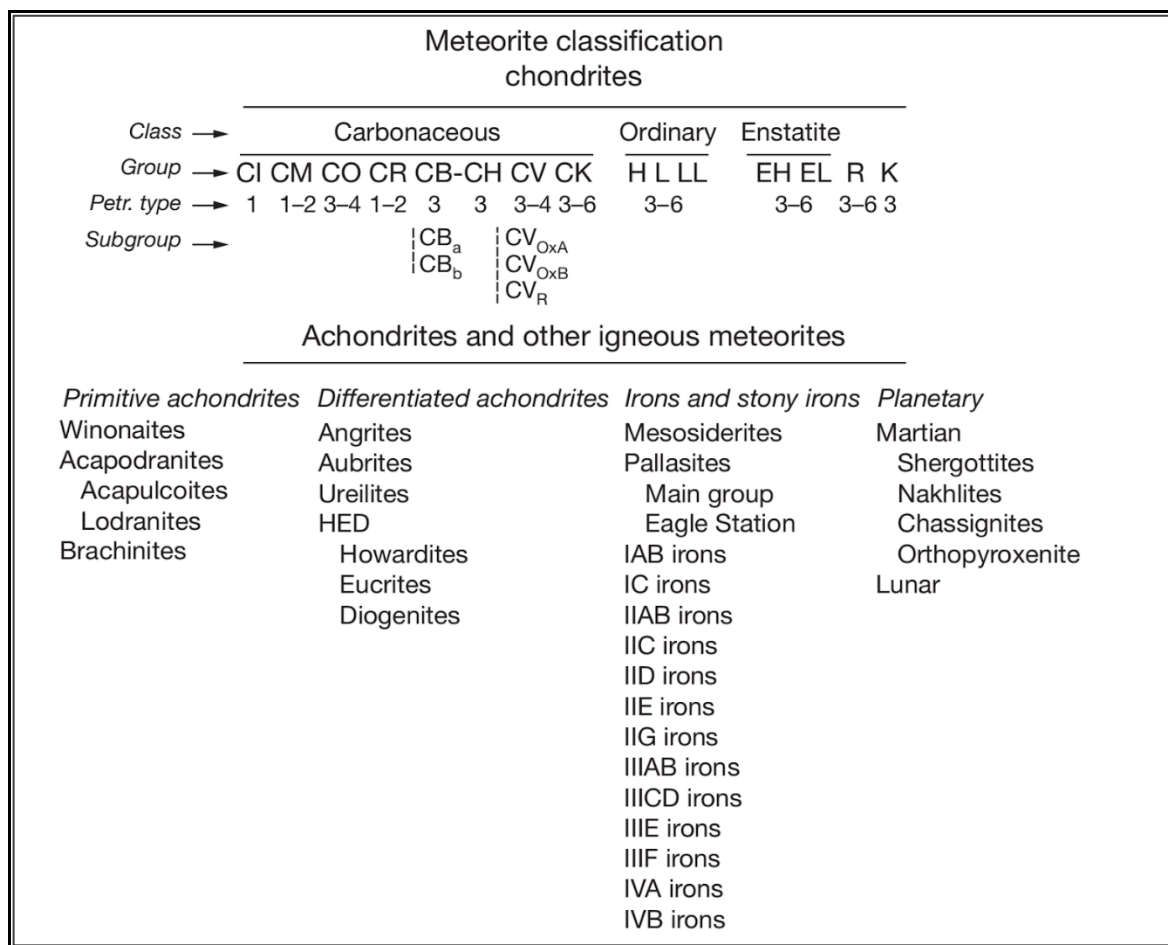 Meteorite classification
chondrites
Class → Carbonaceous Ordinary Enstatite
Group → CI CM CO CR CB-CH CV CK H L LL EH EL R K
Petr. type → 1 1–2 3–4 1–2 3 3 3–4 3–6 3–6 3–6 3–6 3
Subgroup → CBa CVOxA
CBb CVOxB
CVR
Achondrites and other igneous meteorites
Primitive achondrites Differentiated achondrites Irons and stony irons Planetary
Winonaites Angrites Mesosiderites Martian
Acapodranites Aubrites Pallasites Shergottites
Acapulcoites Ureilites Main group Nakhlites
Lodranites HED Eagle Station Chassignites
Brachinites Howardites IAB irons Orthopyroxenite
Eucrites IC irons Lunar
Diogenites IIAB irons
IIC irons
IID irons
IIE irons
IIG irons
IIIAB irons
IIICD irons
IIIE irons
IIIF irons
IVA irons
IVB irons